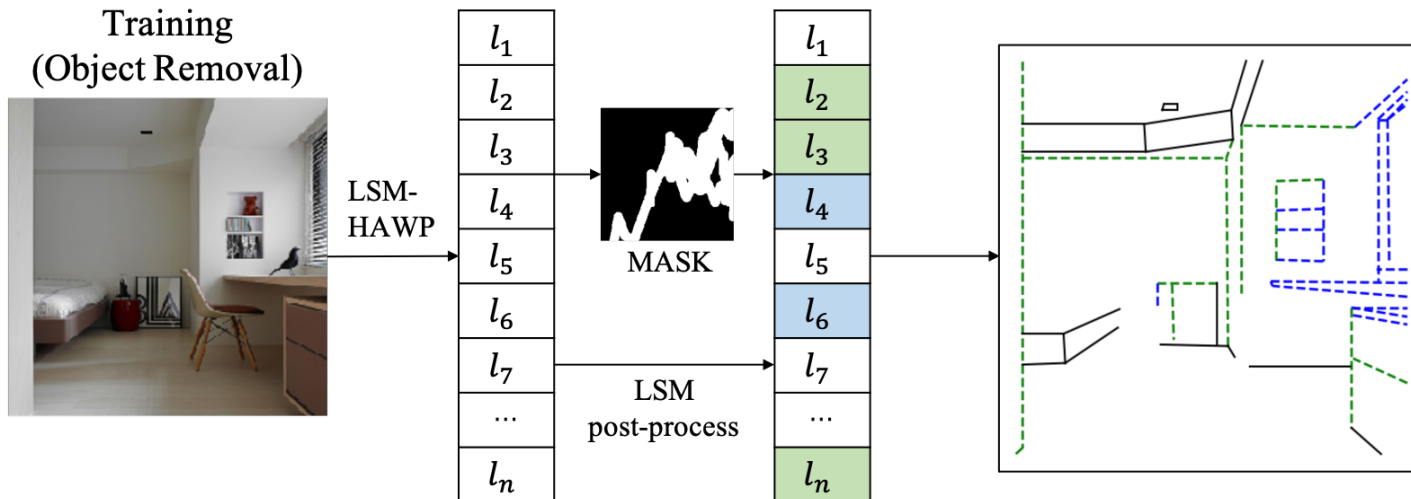 Training
(Object Removal)
LSM-
HAWP
l₁
l₂
l₃
l₄
l₅
l₆
l₇
...
lₙ
MASK
LSM
post-process
l₁
l₂
l₃
l₄
l₅
l₆
l₇
...
lₙ